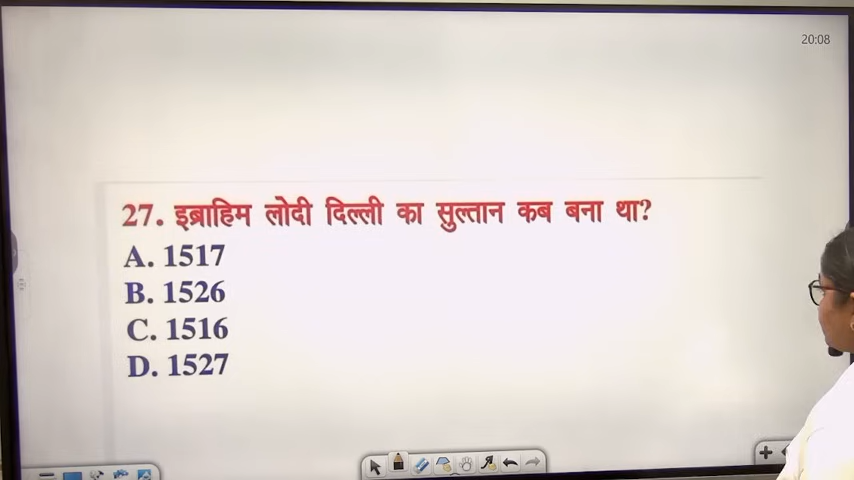 20:08
27. इब्राहिम लोदी दिल्ली का सुल्तान कब बना था?
A. 1517
B. 1526
C. 1516
D. 1527